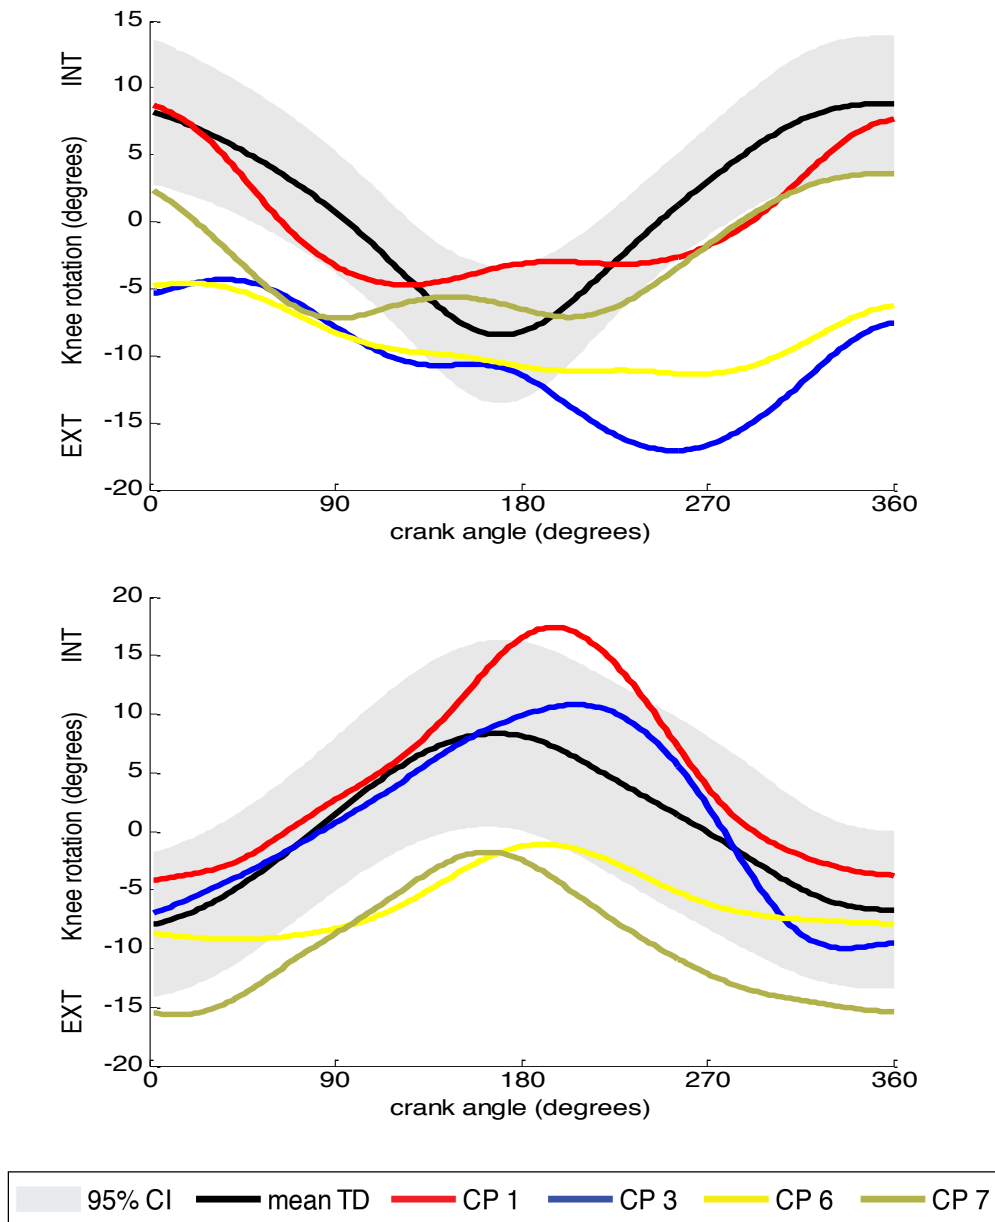 15
10
5
0
-5
-10
-15
-20
INT
Knee rotation (degrees)
EXT
0 90 180 270 360
crank angle (degrees)
20
15
10
5
0
-5
-10
-15
-20
INT
Knee rotation (degrees)
EXT
0 90 180 270 360
crank angle (degrees)
95% CI mean TD CP 1 CP 3 CP 6 CP 7